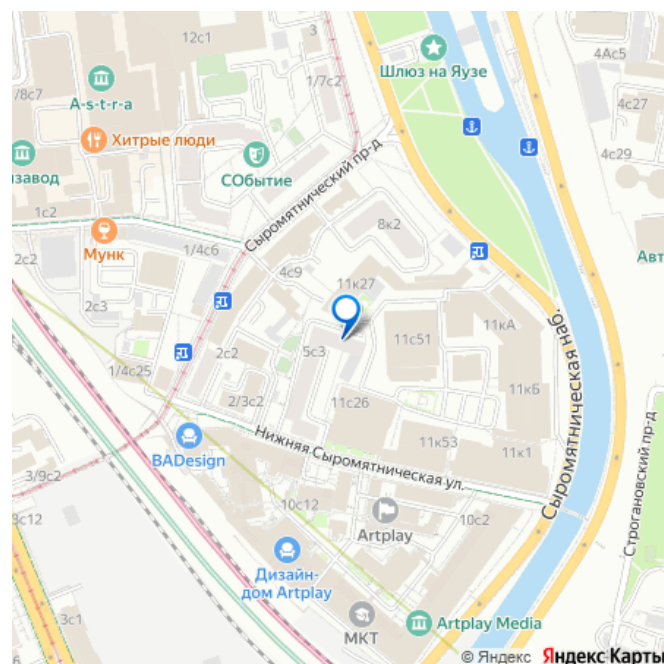 12с1
3
Шлюз на Яузе
4Ас5
/8с7
A-s-t-r-a
1/7с2
4с27
Хитрые люди
Сыромятнический пр-д
СОбытие
4с29
нзавод
1с2
8к2
1/4с6
Мунк
2с2
4с9
Авт
11к27
2с3
11кА
11с51
2с2
5с3
1/4с25
11кБ
2/3с2
11с26
Сыромятническая наб.
Нижняя Сыромятническая ул.
11к53
11к1
BADesign
3/9с2
10с12
Artplay
10с2
3с12
Строгановский пр-д
Дизайн-
дом Artplay
3с1
МКТ
Artplay Media
© Яндекс Яндекс Карты